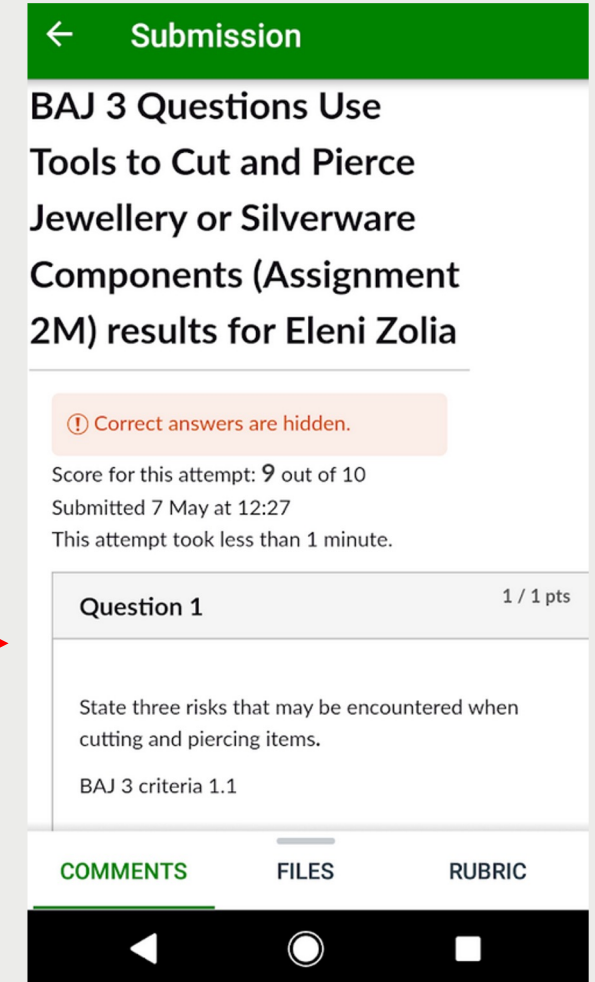 Submission
BAJ 3 Questions Use
Tools to Cut and Pierce
Jewellery or Silverware
Components (Assignment
2M) results for Eleni Zolia
Correct answers are hidden.
Score for this attempt: 9 out of 10
Submitted 7 May at 12:27
This attempt took less than 1 minute.
Question 1
1 / 1 pts
State three risks that may be encountered when
cutting and piercing items.
BAJ 3 criteria 1.1
COMMENTS
FILES
RUBRIC